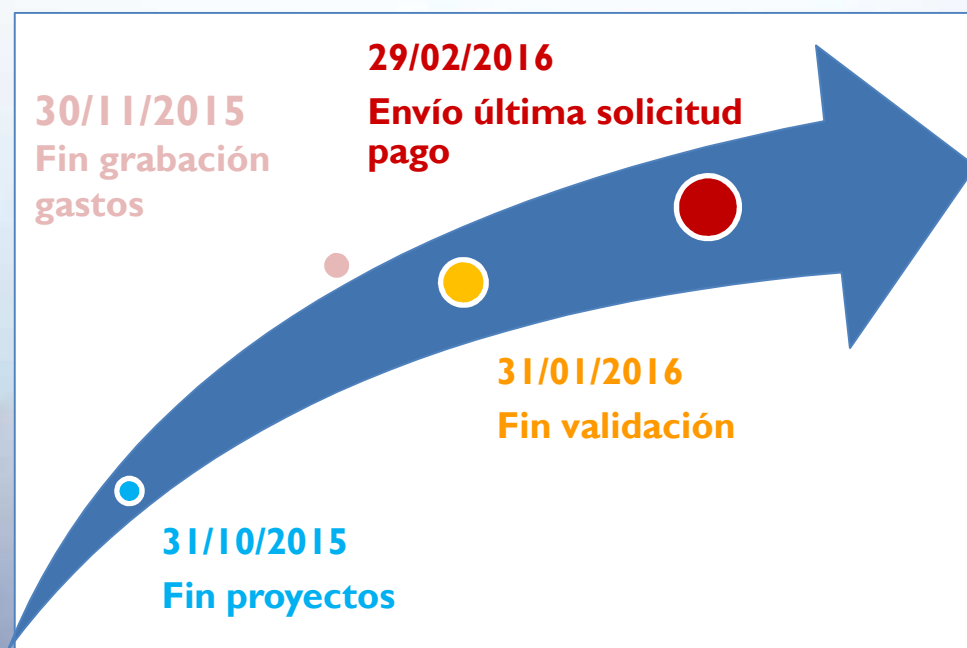 30/11/2015
Fin grabación
gastos
29/02/2016
Envío última solicitud
pago
31/01/2016
Fin validación
31/10/2015
Fin proyectos